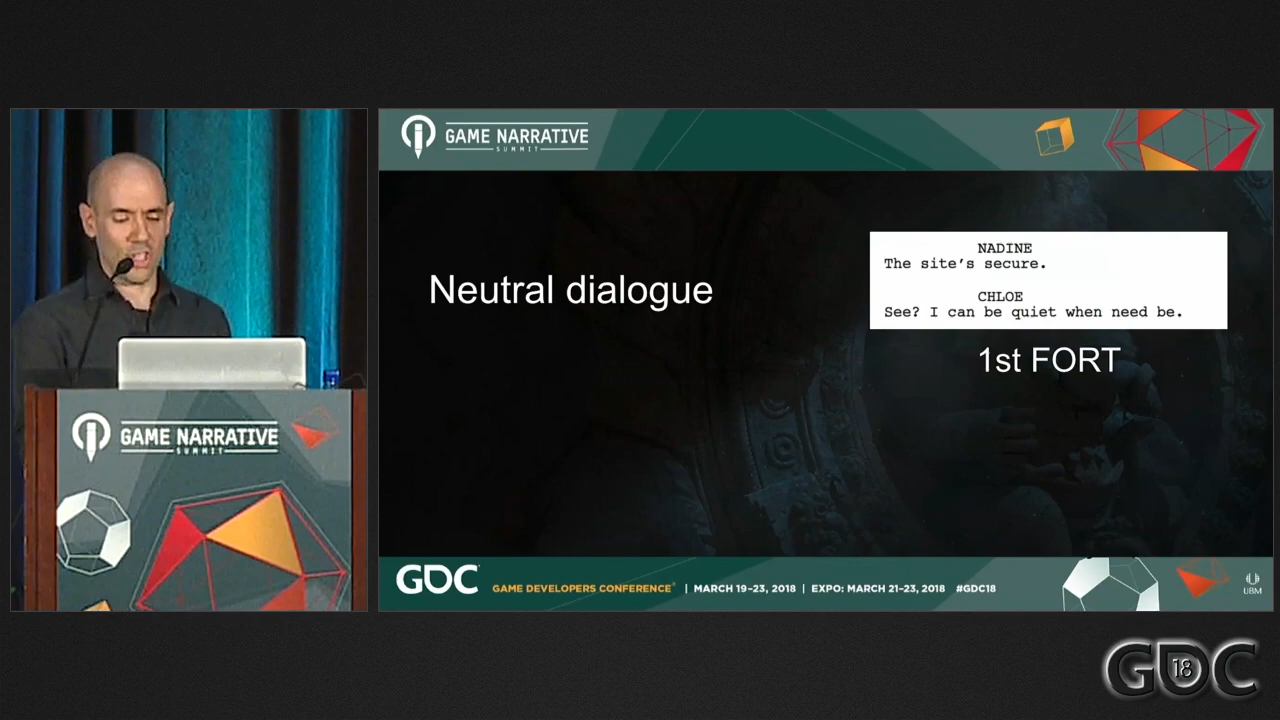 GAME NARRATIVE
SUMMIT
Neutral dialogue
NADINE
The site's secure.
CHLOE
See? I can be quiet when need be.
1st FORT
GAME NARRATIVE
SUMMIT
GDC GAME DEVELOPERS CONFERENCE® | MARCH 19-23, 2018 | EXPO: MARCH 21-23, 2018 #GDC18
UBM
GDC
18